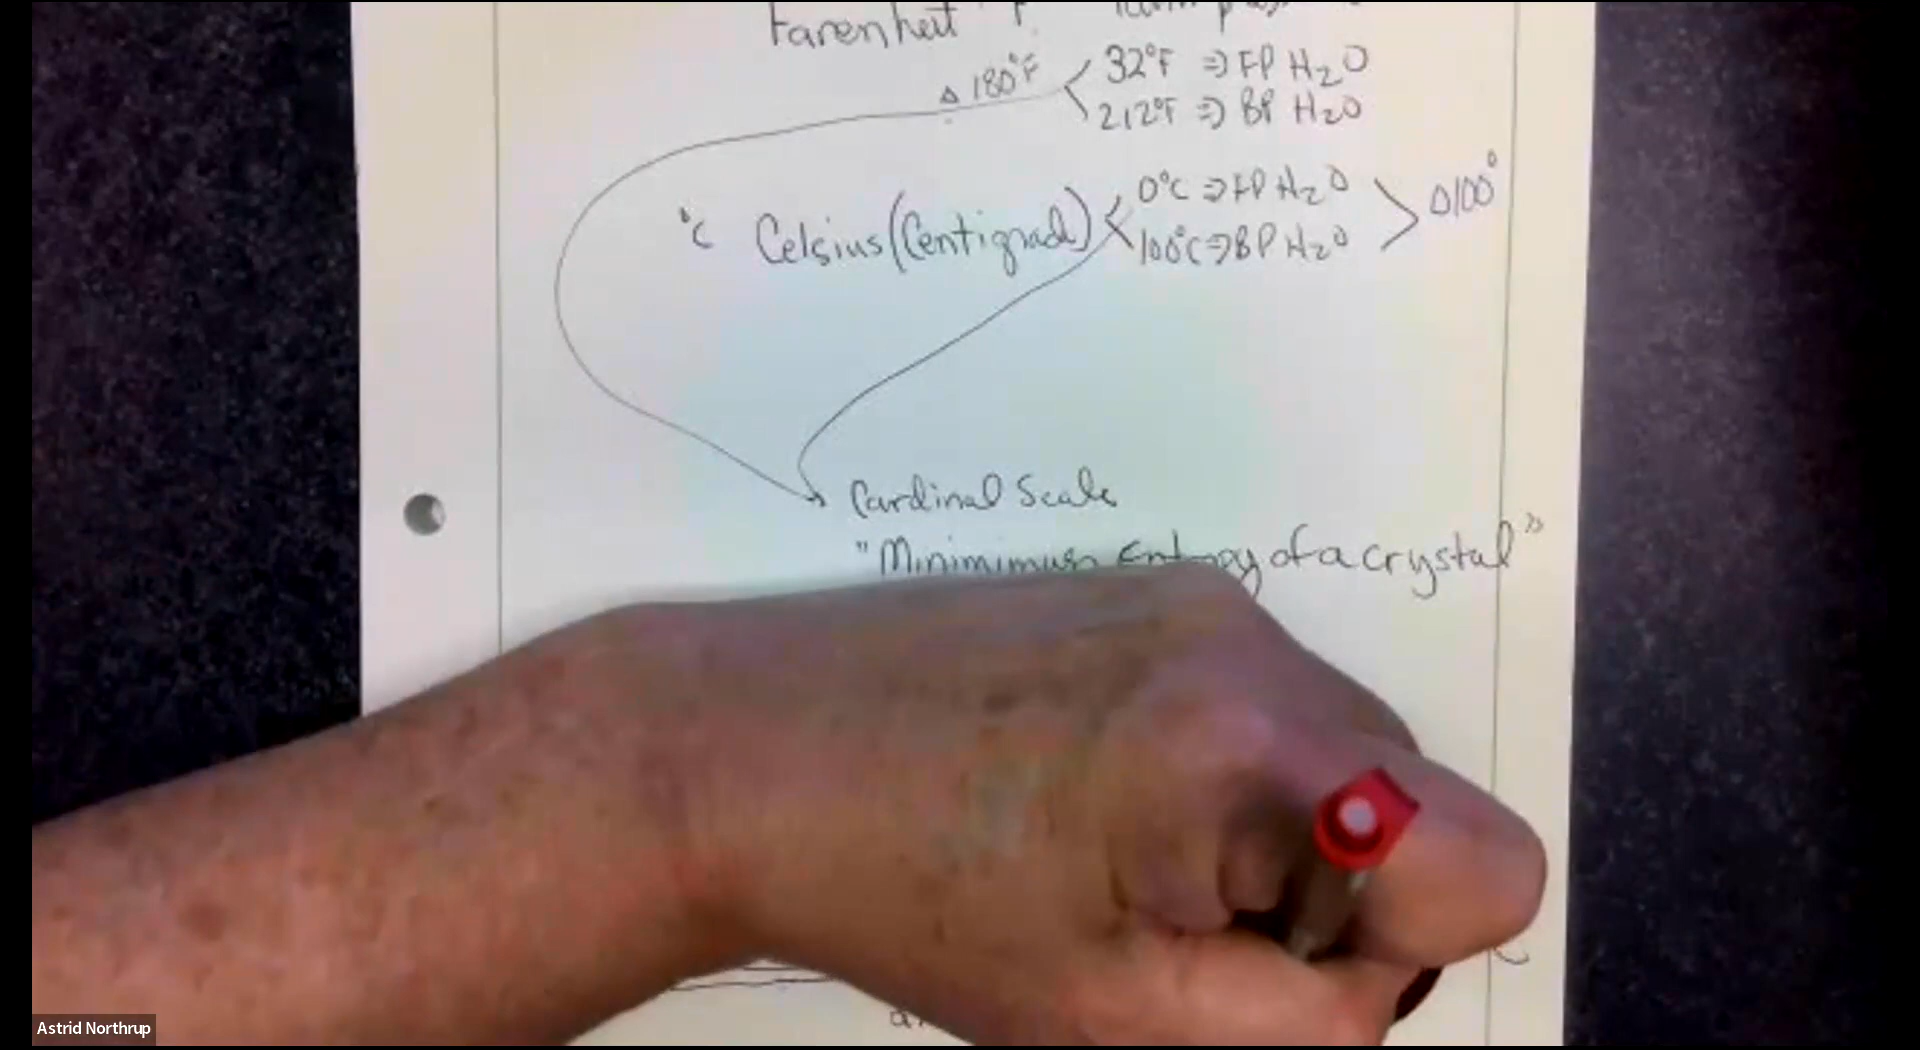 Farenheit °F
Δ 180°F
32°F ⇒ FP H2O
212°F ⇒ BP H2O
°C Celsius (Centigrade)
0°C ⇒ FP H2O
100°C ⇒ BP H2O
Δ100°
Cardinal Scale
"Minimimum Entropy of a crystal"
Astrid Northrup